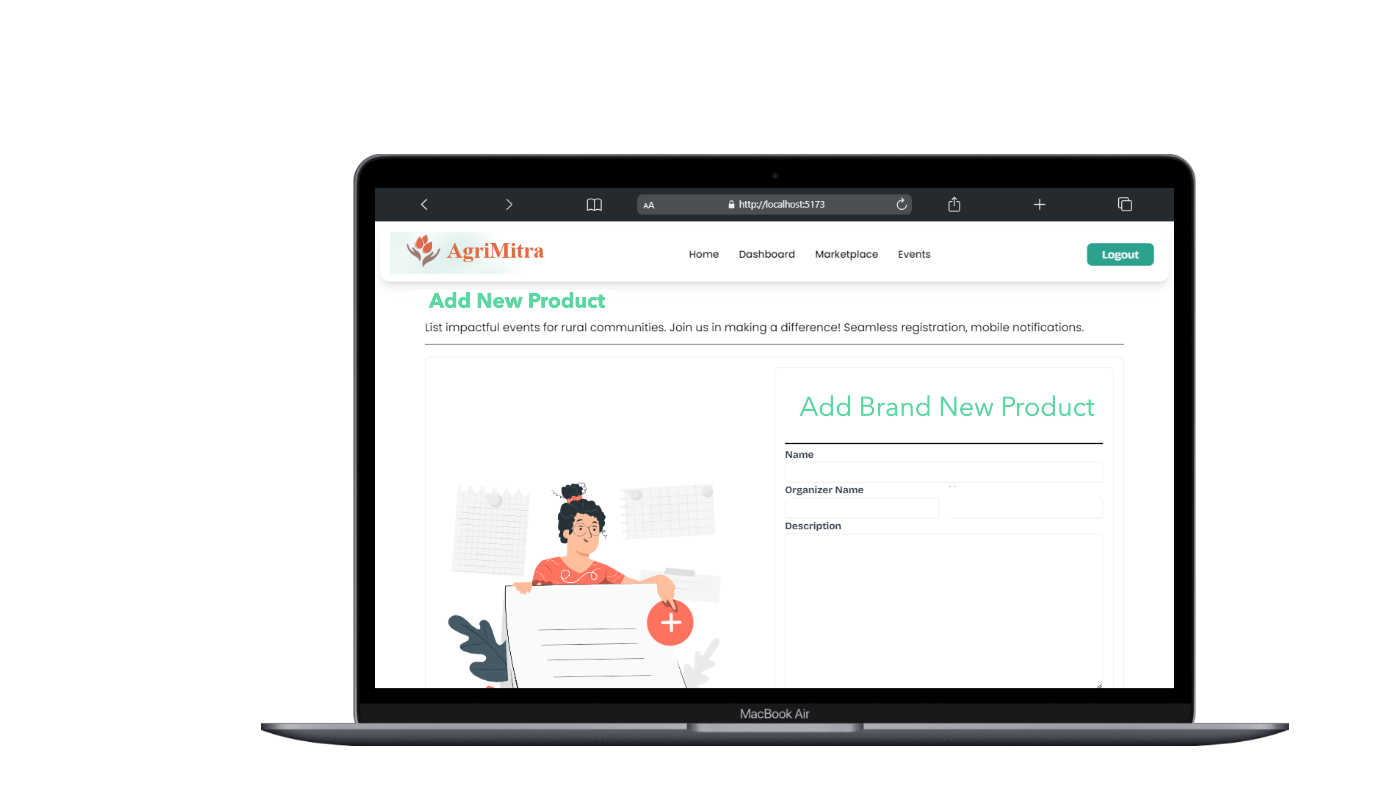 AA http://localhost:5173
AgriMitra Home Dashboard Marketplace Events Logout
Add New Product
List impactful events for rural communities. Join us in making a difference! Seamless registration, mobile notifications.
Add Brand New Product
Name
Organizer Name
Description
MacBook Air